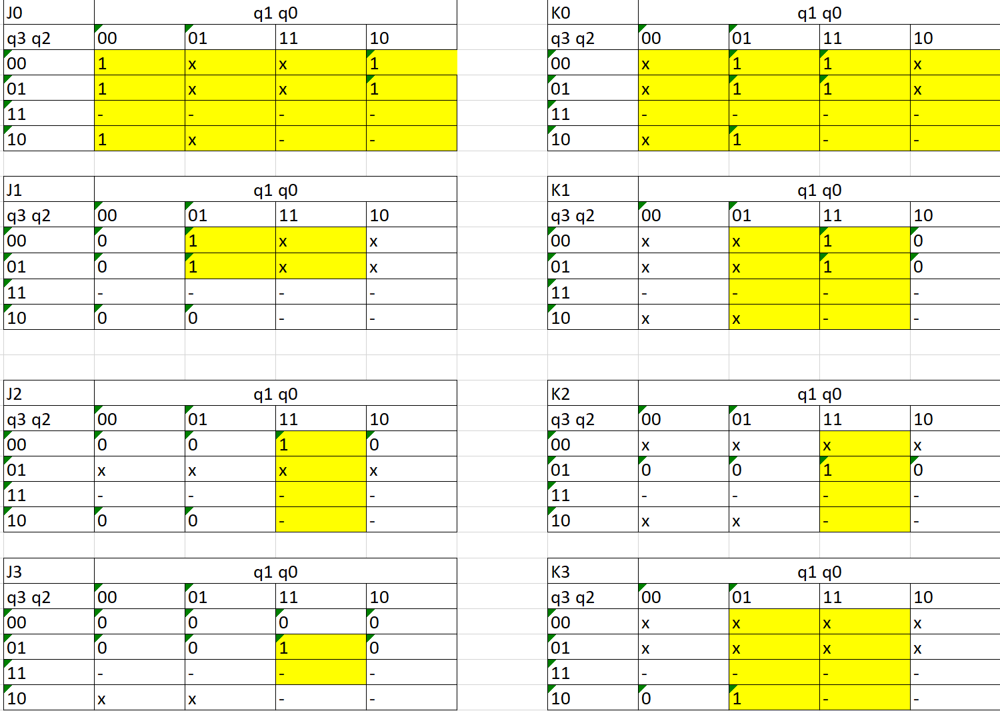 J0 q1 q0 K0 q1 q0
q3 q2 00 01 11 10 q3 q2 00 01 11 10
00 1 x x 1 00 x 1 1 x
01 1 x x 1 01 x 1 1 x
11 - - - - 11 - - - -
10 1 x - - 10 x 1 - -
J1 q1 q0 K1 q1 q0
q3 q2 00 01 11 10 q3 q2 00 01 11 10
00 0 1 x x 00 x x 1 0
01 0 1 x x 01 x x 1 0
11 - - - - 11 - - - -
10 0 0 - - 10 x x - -
J2 q1 q0 K2 q1 q0
q3 q2 00 01 11 10 q3 q2 00 01 11 10
00 0 0 1 0 00 x x x x
01 x x x x 01 0 0 1 0
11 - - - - 11 - - - -
10 0 0 - - 10 x x - -
J3 q1 q0 K3 q1 q0
q3 q2 00 01 11 10 q3 q2 00 01 11 10
00 0 0 0 0 00 x x x x
01 0 0 1 0 01 x x x x
11 - - - - 11 - - - -
10 x x - - 10 0 1 - -